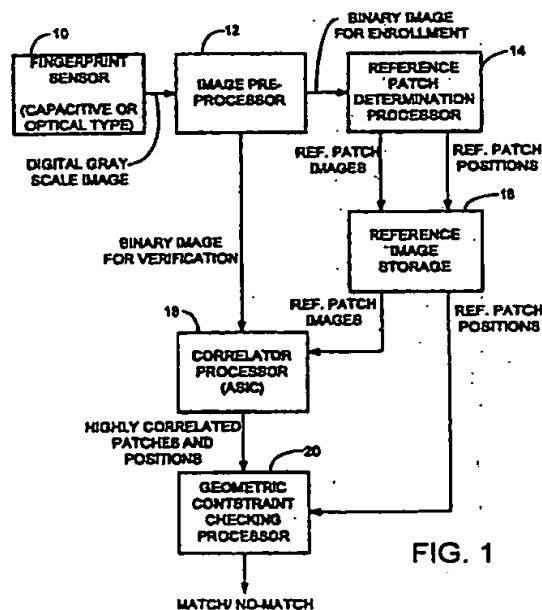 10
FINGERPRINT
SENSOR
(CAPACITIVE OR
OPTICAL TYPE)
DIGITAL GRAY
SCALE IMAGE
12
IMAGE PRE-
PROCESSOR
BINARY IMAGE
FOR ENROLLMENT
14
REFERENCE
PATCH
DETERMINATION
PROCESSOR
REF. PATCH
IMAGES
REF. PATCH
POSITIONS
16
REFERENCE
IMAGE
STORAGE
BINARY IMAGE
FOR VERIFICATION
REF. PATCH
IMAGES
REF. PATCH
POSITIONS
18
CORRELATOR
PROCESSOR
(ASIC)
HIGHLY CORRELATED
PATCHES AND
POSITIONS
20
GEOMETRIC
CONTSTRAINT
CHECKING
PROCESSOR
MATCH/ NO-MATCH
FIG. 1